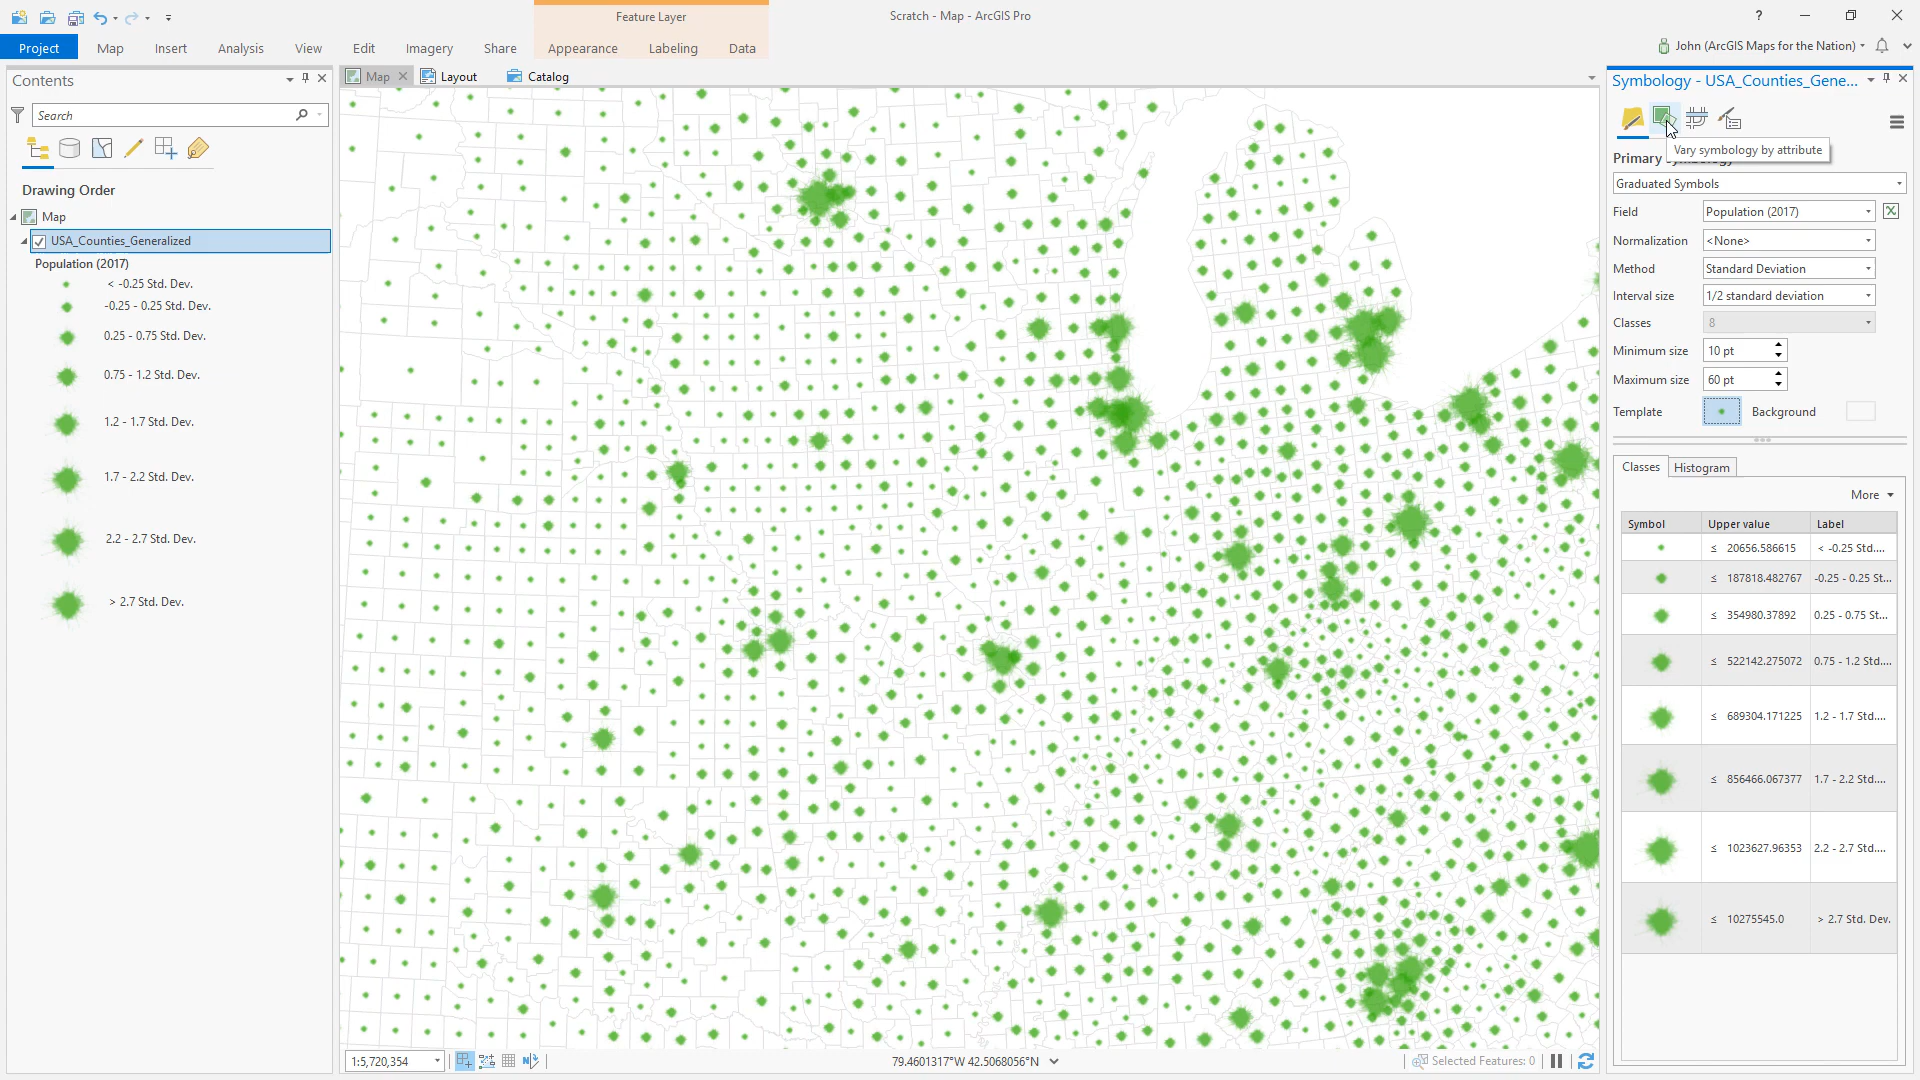 Feature Layer
Scratch - Map - ArcGIS Pro
?
Project
Map
Insert
Analysis
View
Edit
Imagery
Share
Appearance
Labeling
Data
John (ArcGIS Maps for the Nation)
Contents
Search
Drawing Order
Map
USA_Counties_Generalized
Population (2017)
< -0.25 Std. Dev.
-0.25 - 0.25 Std. Dev.
0.25 - 0.75 Std. Dev.
0.75 - 1.2 Std. Dev.
1.2 - 1.7 Std. Dev.
1.7 - 2.2 Std. Dev.
2.2 - 2.7 Std. Dev.
> 2.7 Std. Dev.
Map
Layout
Catalog
1:5,720,354
79.4601317°W 42.5068056°N
Selected Features: 0
Symbology - USA_Counties_Gene...
Vary symbology by attribute
Primary
Graduated Symbols
Field
Population (2017)
Normalization
<None>
Method
Standard Deviation
Interval size
1/2 standard deviation
Classes
8
Minimum size
10 pt
Maximum size
60 pt
Template
Background
Classes
Histogram
More
Symbol Upper value Label
≤ 20656.586615 < -0.25 Std....
≤ 187818.482767 -0.25 - 0.25 St...
≤ 354980.37892 0.25 - 0.75 St...
≤ 522142.275072 0.75 - 1.2 Std....
≤ 689304.171225 1.2 - 1.7 Std....
≤ 856466.067377 1.7 - 2.2 Std....
≤ 1023627.96353 2.2 - 2.7 Std....
≤ 10275545.0 > 2.7 Std. Dev.